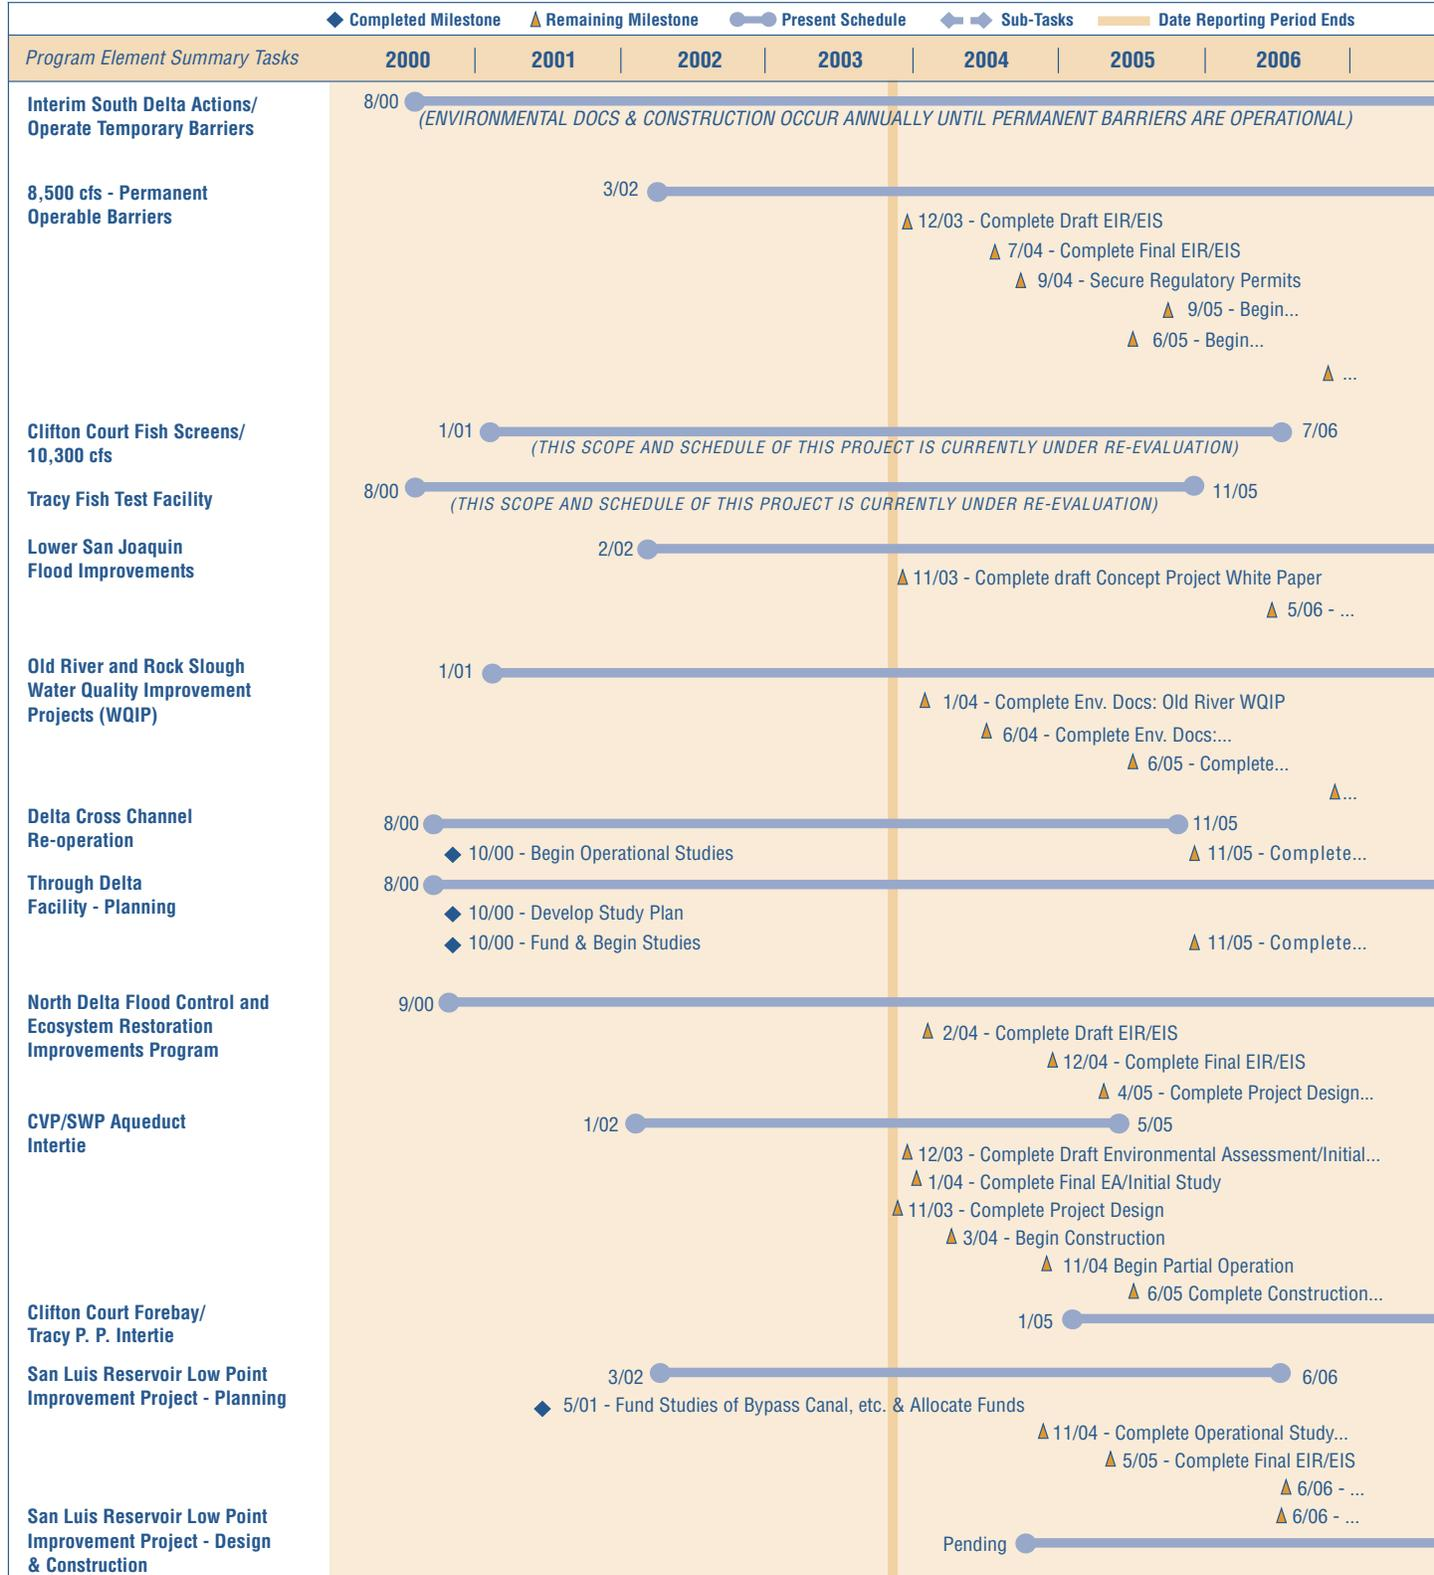 Completed Milestone Remaining Milestone Present Schedule Sub-Tasks Date Reporting Period Ends
Program Element Summary Tasks 2000 2001 2002 2003 2004 2005 2006
Interim South Delta Actions/
Operate Temporary Barriers
8/00
(ENVIRONMENTAL DOCS & CONSTRUCTION OCCUR ANNUALLY UNTIL PERMANENT BARRIERS ARE OPERATIONAL)
8,500 cfs - Permanent
Operable Barriers
3/02
12/03 - Complete Draft EIR/EIS
7/04 - Complete Final EIR/EIS
9/04 - Secure Regulatory Permits
9/05 - Begin...
6/05 - Begin...
...
Clifton Court Fish Screens/
10,300 cfs
1/01 7/06
(THIS SCOPE AND SCHEDULE OF THIS PROJECT IS CURRENTLY UNDER RE-EVALUATION)
Tracy Fish Test Facility
8/00 11/05
(THIS SCOPE AND SCHEDULE OF THIS PROJECT IS CURRENTLY UNDER RE-EVALUATION)
Lower San Joaquin
Flood Improvements
2/02
11/03 - Complete draft Concept Project White Paper
5/06 - ...
Old River and Rock Slough
Water Quality Improvement
Projects (WQIP)
1/01
1/04 - Complete Env. Docs: Old River WQIP
6/04 - Complete Env. Docs:...
6/05 - Complete...
...
Delta Cross Channel
Re-operation
8/00 11/05
10/00 - Begin Operational Studies 11/05 - Complete...
Through Delta
Facility - Planning
8/00
10/00 - Develop Study Plan
10/00 - Fund & Begin Studies 11/05 - Complete...
North Delta Flood Control and
Ecosystem Restoration
Improvements Program
9/00
2/04 - Complete Draft EIR/EIS
12/04 - Complete Final EIR/EIS
4/05 - Complete Project Design...
CVP/SWP Aqueduct
Intertie
1/02 5/05
12/03 - Complete Draft Environmental Assessment/Initial...
1/04 - Complete Final EA/Initial Study
11/03 - Complete Project Design
3/04 - Begin Construction
11/04 Begin Partial Operation
6/05 Complete Construction...
Clifton Court Forebay/
Tracy P. P. Intertie
1/05
San Luis Reservoir Low Point
Improvement Project - Planning
3/02 6/06
5/01 - Fund Studies of Bypass Canal, etc. & Allocate Funds
11/04 - Complete Operational Study...
5/05 - Complete Final EIR/EIS
6/06 - ...
6/06 - ...
San Luis Reservoir Low Point
Improvement Project - Design
& Construction
Pending